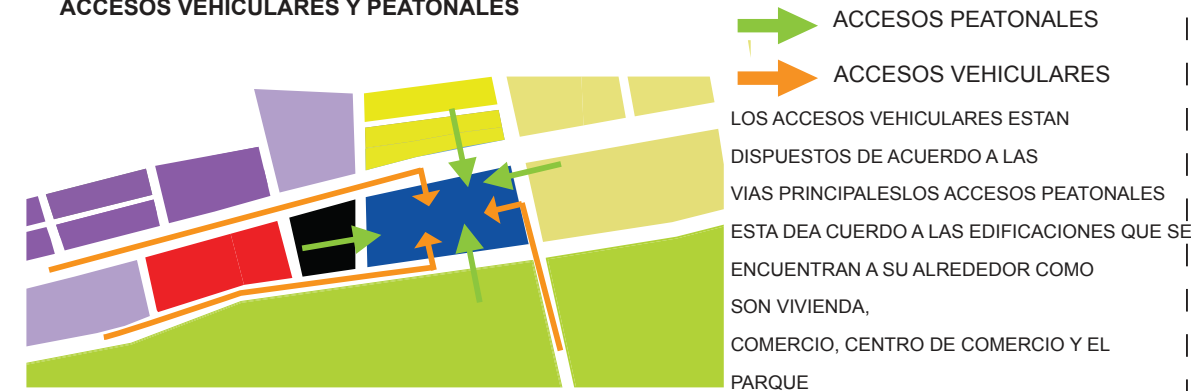 ACCESOS VEHICULARES Y PEATONALES
ACCESOS PEATONALES
ACCESOS VEHICULARES
LOS ACCESOS VEHICULARES ESTAN
DISPUESTOS DE ACUERDO A LAS
VIAS PRINCIPALESLOS ACCESOS PEATONALES
ESTA DEA CUERDO A LAS EDIFICACIONES QUE SE
ENCUENTRAN A SU ALREDEDOR COMO
SON VIVIENDA,
COMERCIO, CENTRO DE COMERCIO Y EL
PARQUE